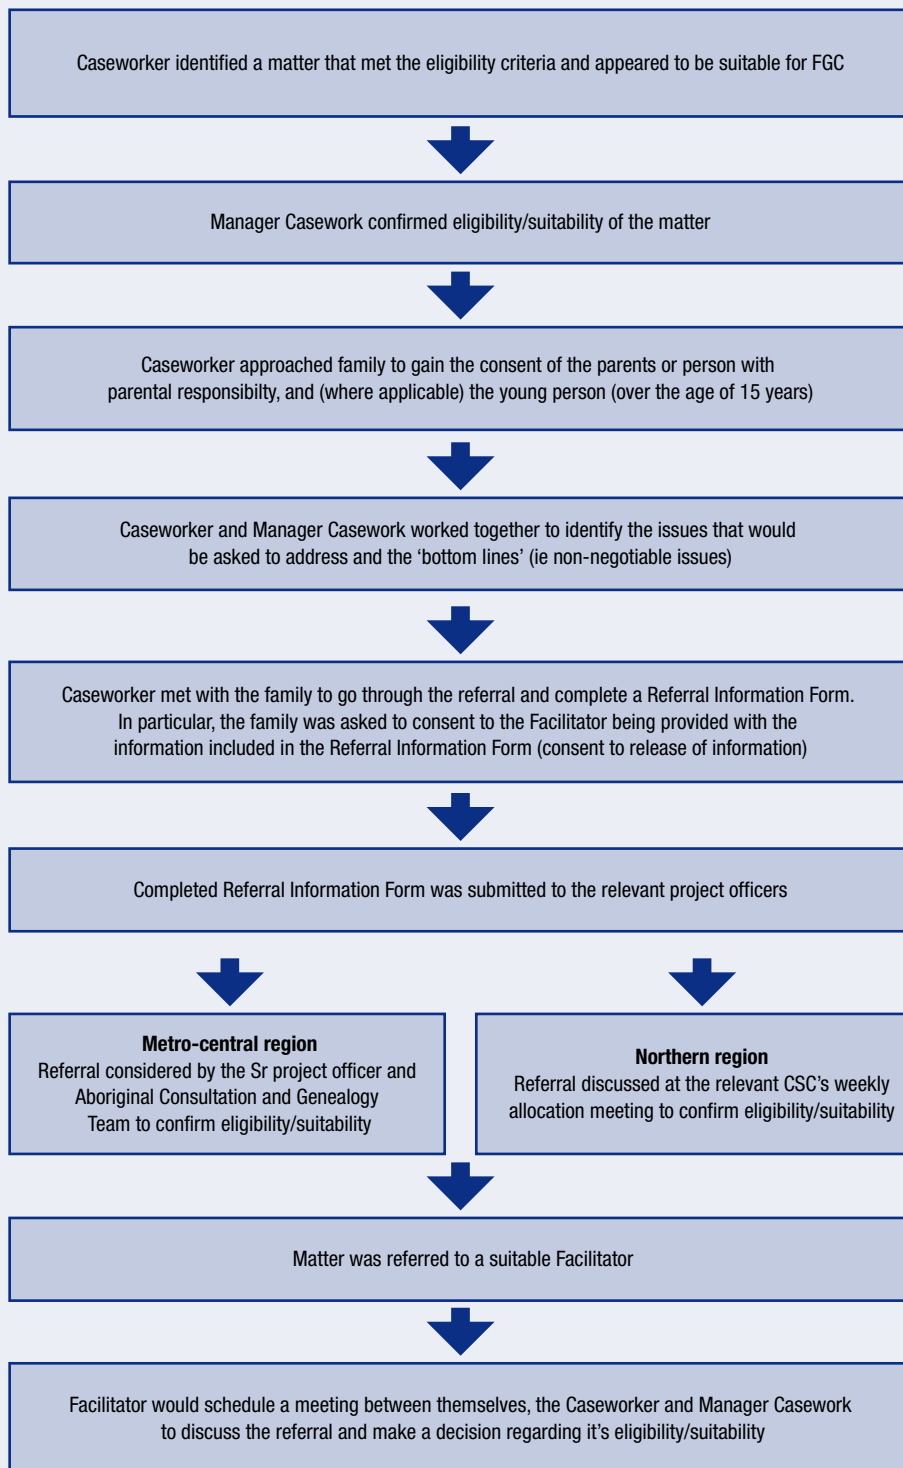 Caseworker identified a matter that met the eligibility criteria and appeared to be suitable for FGC
Manager Casework confirmed eligibility/suitability of the matter
Caseworker approached family to gain the consent of the parents or person with
parental responsibilty, and (where applicable) the young person (over the age of 15 years)
Caseworker and Manager Casework worked together to identify the issues that would
be asked to address and the ‘bottom lines’ (ie non-negotiable issues)
Caseworker met with the family to go through the referral and complete a Referral Information Form.
In particular, the family was asked to consent to the Facilitator being provided with the
information included in the Referral Information Form (consent to release of information)
Completed Referral Information Form was submitted to the relevant project officers
Metro-central region
Referral considered by the Sr project officer and
Aboriginal Consultation and Genealogy
Team to confirm eligibility/suitability
Northern region
Referral discussed at the relevant CSC’s weekly
allocation meeting to confirm eligibility/suitability
Matter was referred to a suitable Facilitator
Facilitator would schedule a meeting between themselves, the Caseworker and Manager Casework
to discuss the referral and make a decision regarding it’s eligibility/suitability